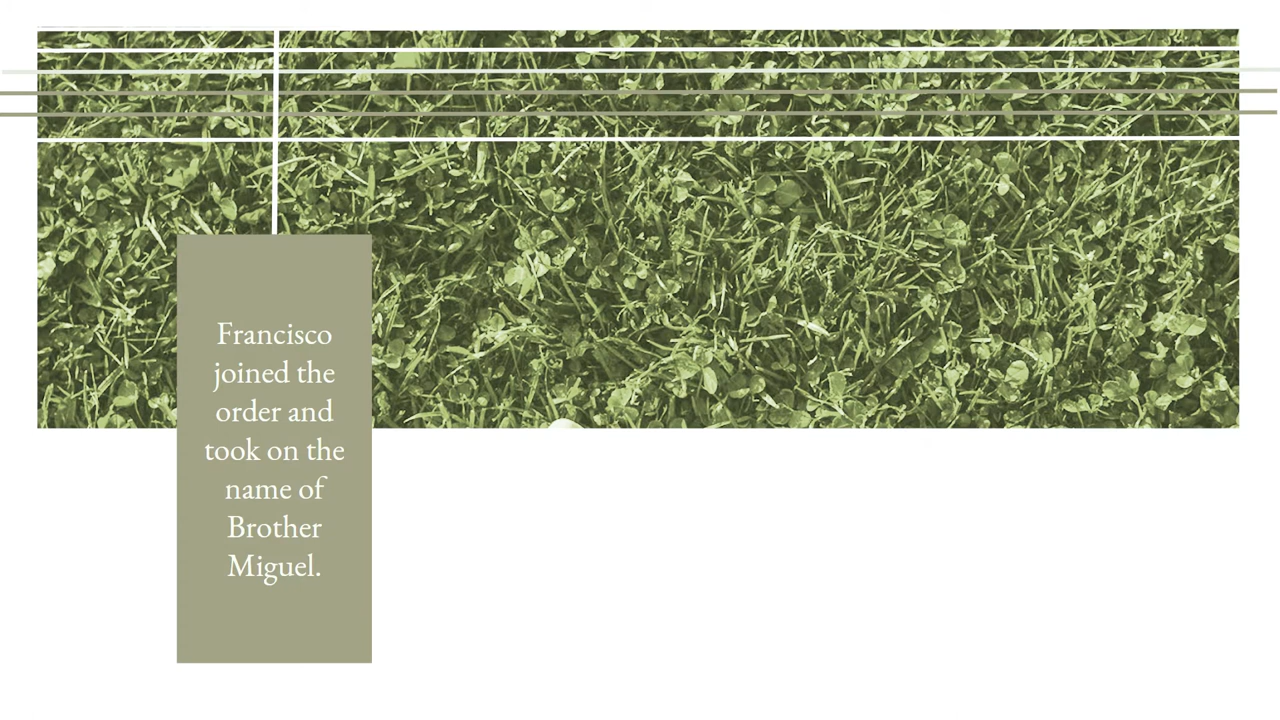 Francisco
joined the
order and
took on the
name of
Brother
Miguel.